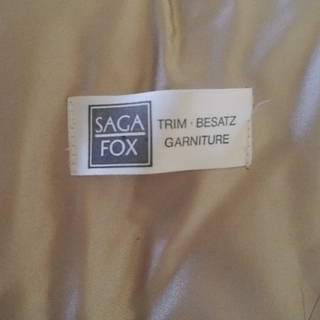 SAGA
FOX
TRIM · BESATZ
GARNITURE